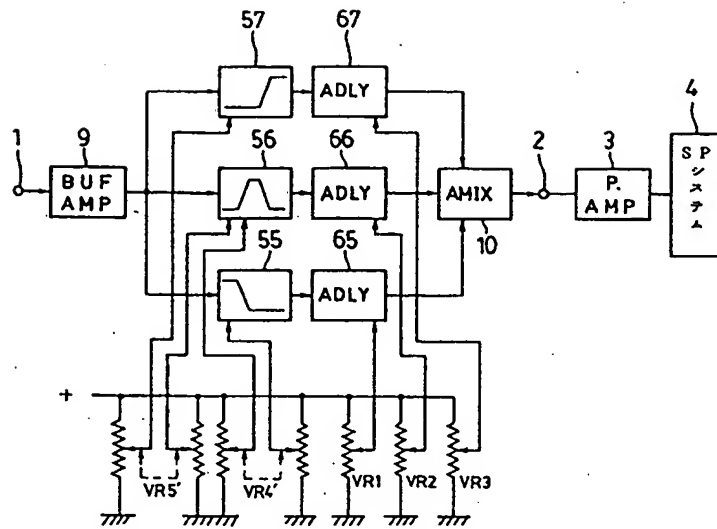 57
67
ADLY
4
1
9
56
66
2
3
SP
システム
BUF
AMP
ADLY
AMIX
P.
AMP
10
55
65
ADLY
+
VR5'
VR4'
VR1
VR2
VR3